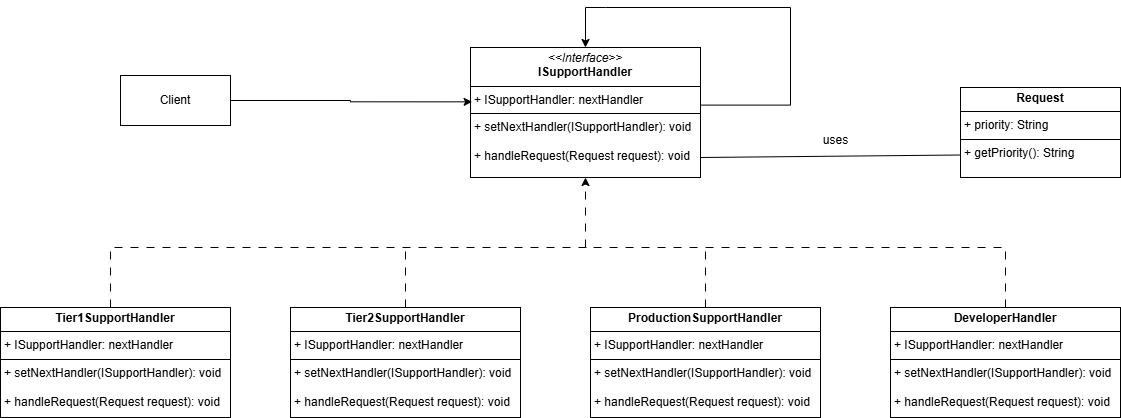 <<Interface>>
ISupportHandler
+ ISupportHandler: nextHandler
+ setNextHandler(ISupportHandler): void
+ handleRequest(Request request): void
Client
Request
+ priority: String
+ getPriority(): String
uses
Tier1SupportHandler
+ ISupportHandler: nextHandler
+ setNextHandler(ISupportHandler): void
+ handleRequest(Request request): void
Tier2SupportHandler
+ ISupportHandler: nextHandler
+ setNextHandler(ISupportHandler): void
+ handleRequest(Request request): void
ProductionSupportHandler
+ ISupportHandler: nextHandler
+ setNextHandler(ISupportHandler): void
+ handleRequest(Request request): void
DeveloperHandler
+ ISupportHandler: nextHandler
+ setNextHandler(ISupportHandler): void
+ handleRequest(Request request): void